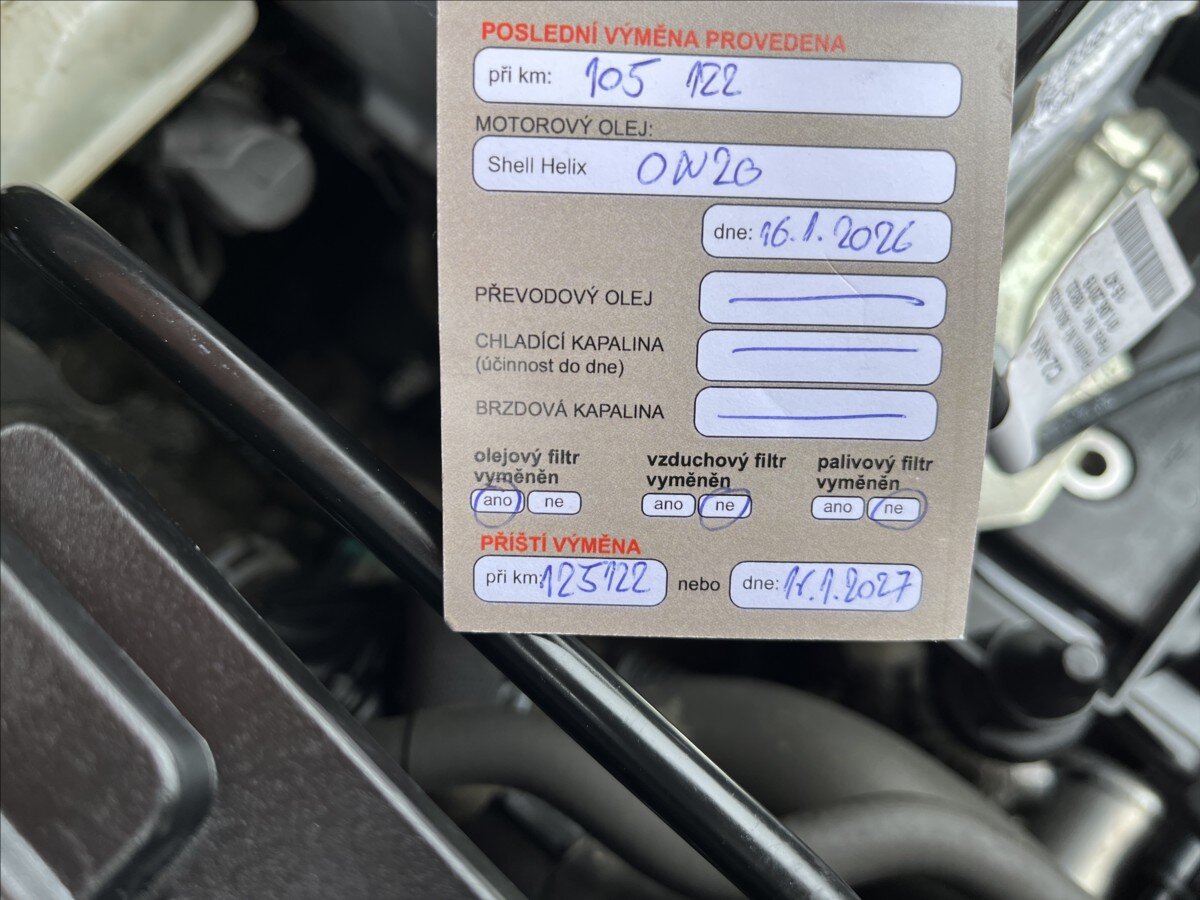 POSLEDNÍ VÝMĚNA PROVEDENA
při km: 105 122
MOTOROVÝ OLEJ:
Shell Helix 0W20
dne: 16.1.2026
PŘEVODOVÝ OLEJ
CHLADÍCÍ KAPALINA
(účinnost do dne)
BRZDOVÁ KAPALINA
olejový filtr vzduchový filtr palivový filtr
vyměněn vyměněn vyměněn
ano ne ano ne ano ne
PŘÍŠTÍ VÝMĚNA
při km: 125122 nebo dne: 16.1.2027